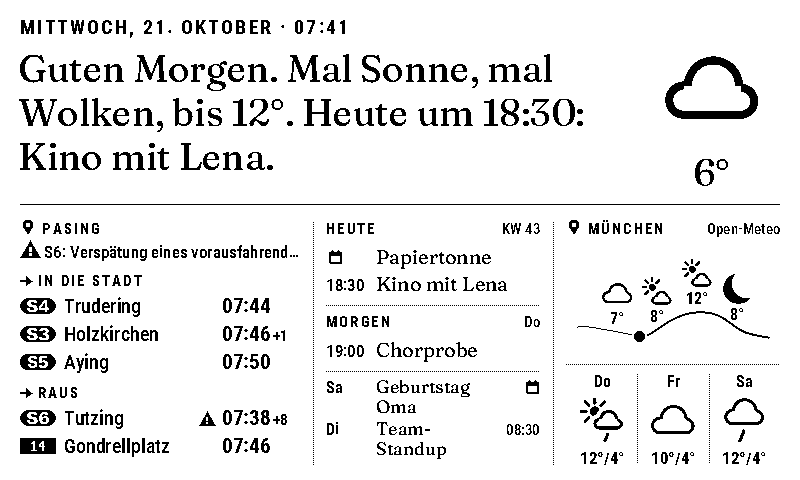 MITTWOCH, 21. OKTOBER · 07:41
Guten Morgen. Mal Sonne, mal
Wolken, bis 12°. Heute um 18:30:
Kino mit Lena.
6°
PASING
S6: Verspätung eines vorausfahrend…
→ IN DIE STADT
S4 Trudering 07:44
S3 Holzkirchen 07:46 +1
S5 Aying 07:50
→ RAUS
S6 Tutzing 07:38 +8
14 Gondrellplatz 07:46
HEUTE KW 43
Papiertonne
18:30 Kino mit Lena
MORGEN Do
19:00 Chorprobe
Sa Geburtstag
Oma
Di Team- 08:30
Standup
MÜNCHEN Open-Meteo
7° 8° 12° 8°
Do Fr Sa
12°/4° 10°/4° 12°/4°